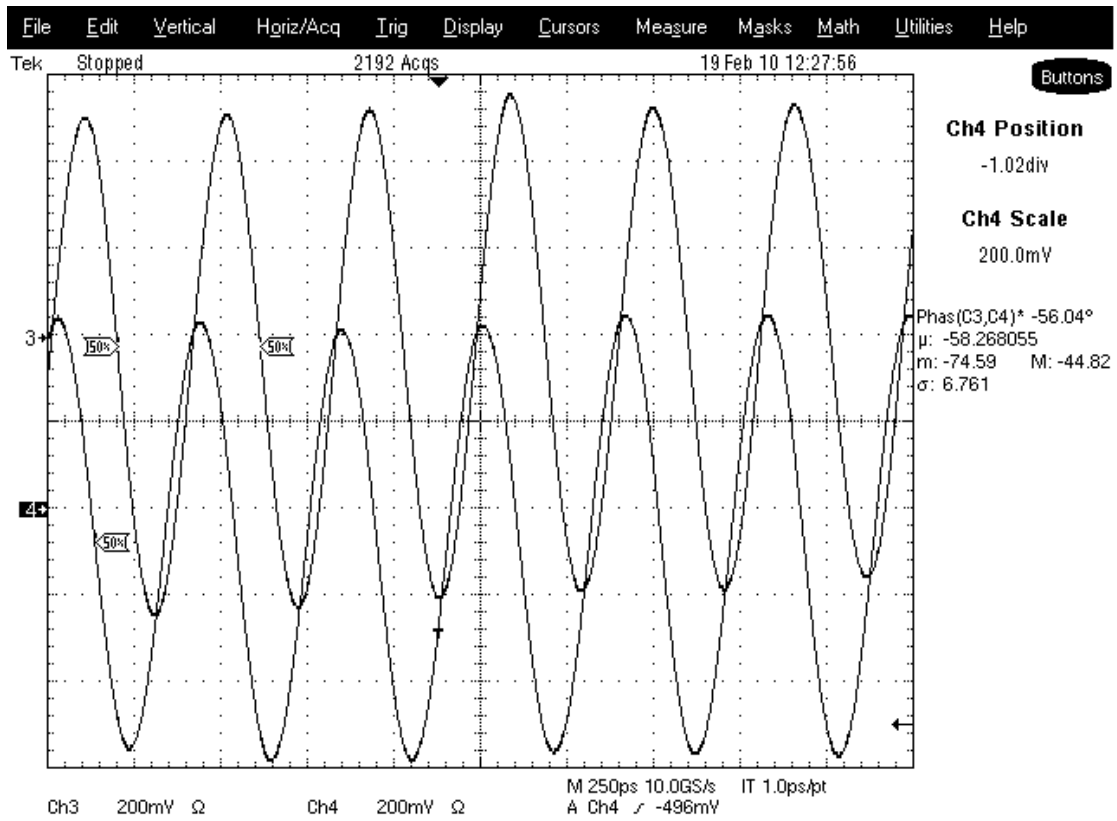 File Edit Vertical Horiz/Acq Trig Display Cursors Measure Masks Math Utilities Help
Tek Stopped 2192 Acqs 19 Feb 10 12:27:56
Buttons
Ch4 Position
-1.02div
Ch4 Scale
200.0mV
Phas(C3,C4)* -56.04°
µ: -58.268055
m: -74.59 M: -44.82
σ: 6.761
3
50% 50%
4
50%
T
M 250ps 10.0GS/s IT 1.0ps/pt
Ch3 200mV Ω Ch4 200mV Ω A Ch4 ⁄ -496mV